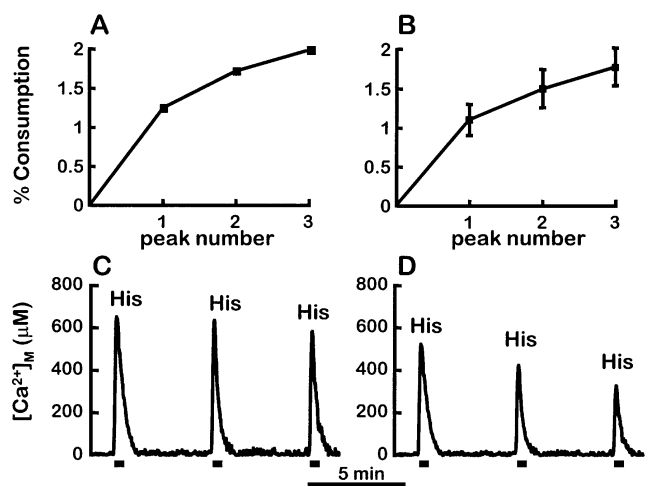 A
B
% Consumption
2
1.5
1
0.5
0
1 2 3
peak number
2
1.5
1
0.5
0
1 2 3
peak number
C
D
[Ca²⁺]M (μM)
800
600
400
200
0
His His His
800
600
400
200
0
His His His
5 min